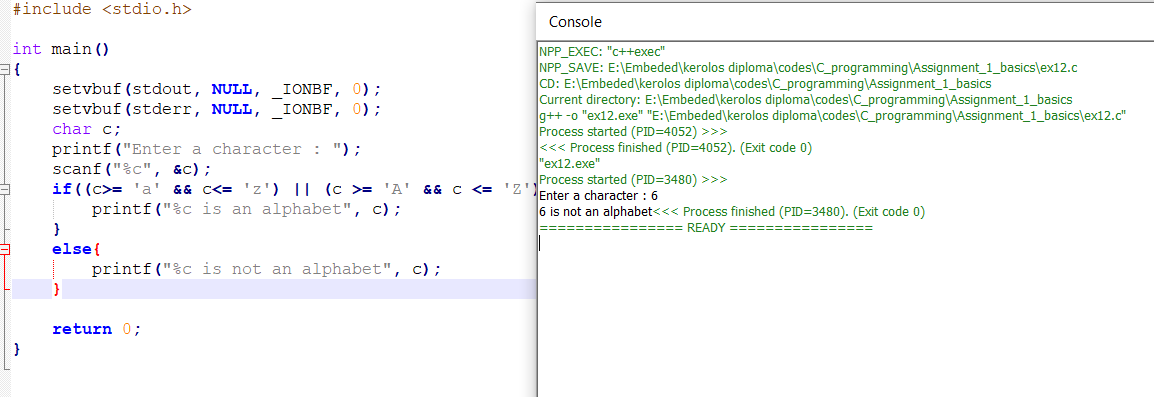 #include <stdio.h>
int main()
{
setvbuf(stdout, NULL, _IONBF, 0);
setvbuf(stderr, NULL, _IONBF, 0);
char c;
printf("Enter a character : ");
scanf("%c", &c);
if((c>= 'a' && c<= 'z') || (c >= 'A' && c <= 'Z')
printf("%c is an alphabet", c);
}
else{
printf("%c is not an alphabet", c);
}
return 0;
}
Console
NPP_EXEC: "c++exec"
NPP_SAVE: E:\Embeded\kerolos diploma\codes\C_programming\Assignment_1_basics\ex12.c
CD: E:\Embeded\kerolos diploma\codes\C_programming\Assignment_1_basics
Current directory: E:\Embeded\kerolos diploma\codes\C_programming\Assignment_1_basics
g++ -o "ex12.exe" "E:\Embeded\kerolos diploma\codes\C_programming\Assignment_1_basics\ex12.c"
Process started (PID=4052) >>>
<<< Process finished (PID=4052). (Exit code 0)
"ex12.exe"
Process started (PID=3480) >>>
Enter a character : 6
6 is not an alphabet<<< Process finished (PID=3480). (Exit code 0)
================ READY ================